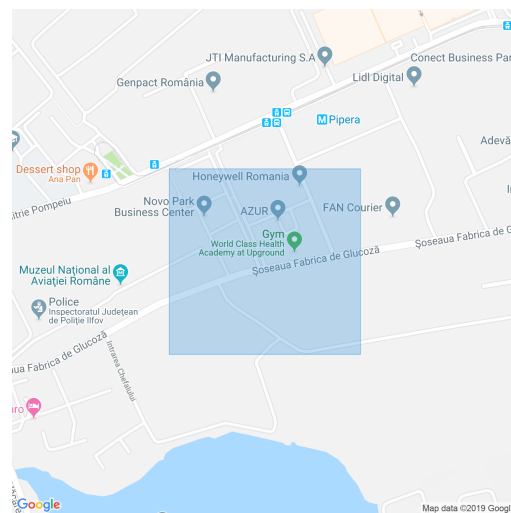 JTI Manufacturing S.A
Conect Business Par
Genpact România
Lidl Digital
M Pipera
Adevă
Dessert shop
Ana Pan
Honeywell Romania
Novo Park
Business Center
AZUR
FAN Courier
itrie Pompeiu
Gym
World Class Health
Academy at Upground
Șoseaua Fabrica de G
Șoseaua Fabrica de Glucoză
Muzeul Național al
Aviației Române
Police
Inspectoratul Județean
de Poliție Ilfov
aua Fabrica de Glucoză
Intrarea Chefalului
Google
Map data ©2019 Googl